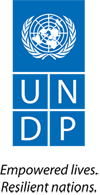 U N
D P
Empowered lives.
Resilient nations.